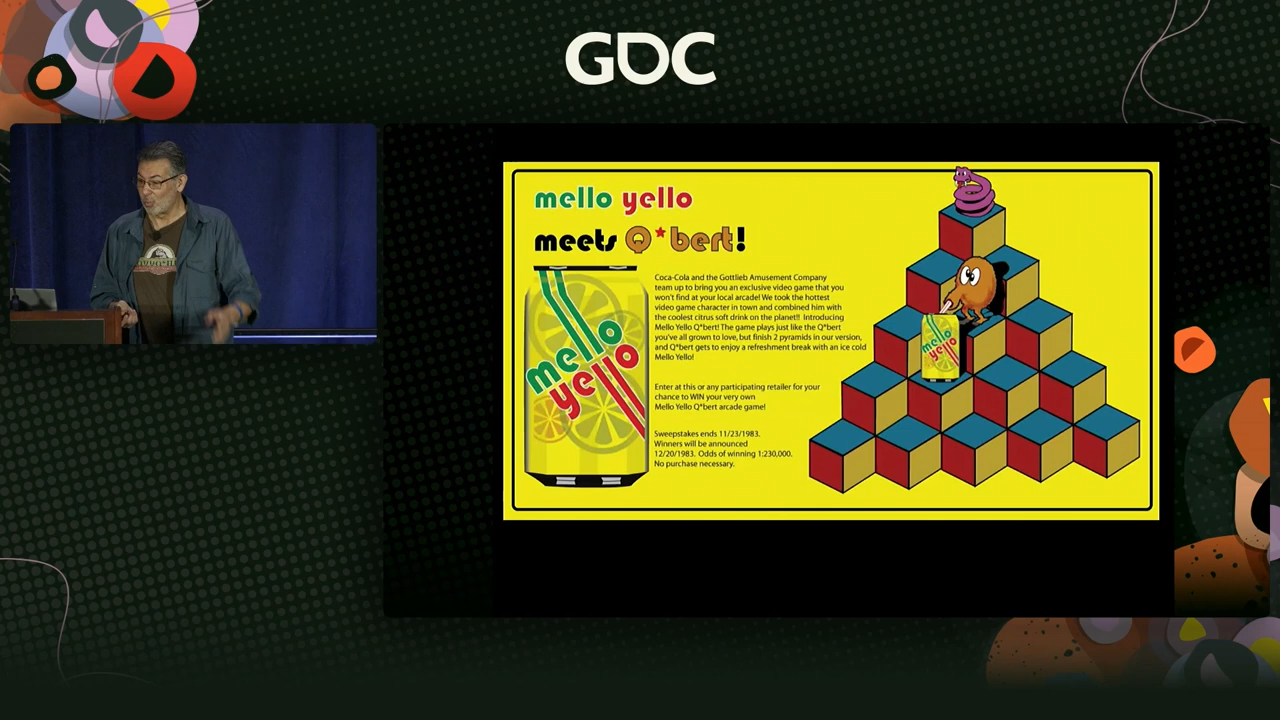 GDC
mello yello
meets Q*bert!
Coca-Cola and the Gottlieb Amusement Company
team up to bring you an exclusive video game that you
won't find at your local arcade! We took the hottest
video game character in town and combined him with
the coolest citrus soft drink on the planet!! Introducing
Mello Yello Q*bert! The game plays just like the Q*bert
you've all grown to love, but finish 2 pyramids in our version,
and Q*bert gets to enjoy a refreshment break with an ice cold
Mello Yello!
Enter at this or any participating retailer for your
chance to WIN your very own
Mello Yello Q*bert arcade game!
Sweepstakes ends 11/23/1983.
Winners will be announced
12/20/1983. Odds of winning 1:230,000.
No purchase necessary.
mello
yello
mello
yello